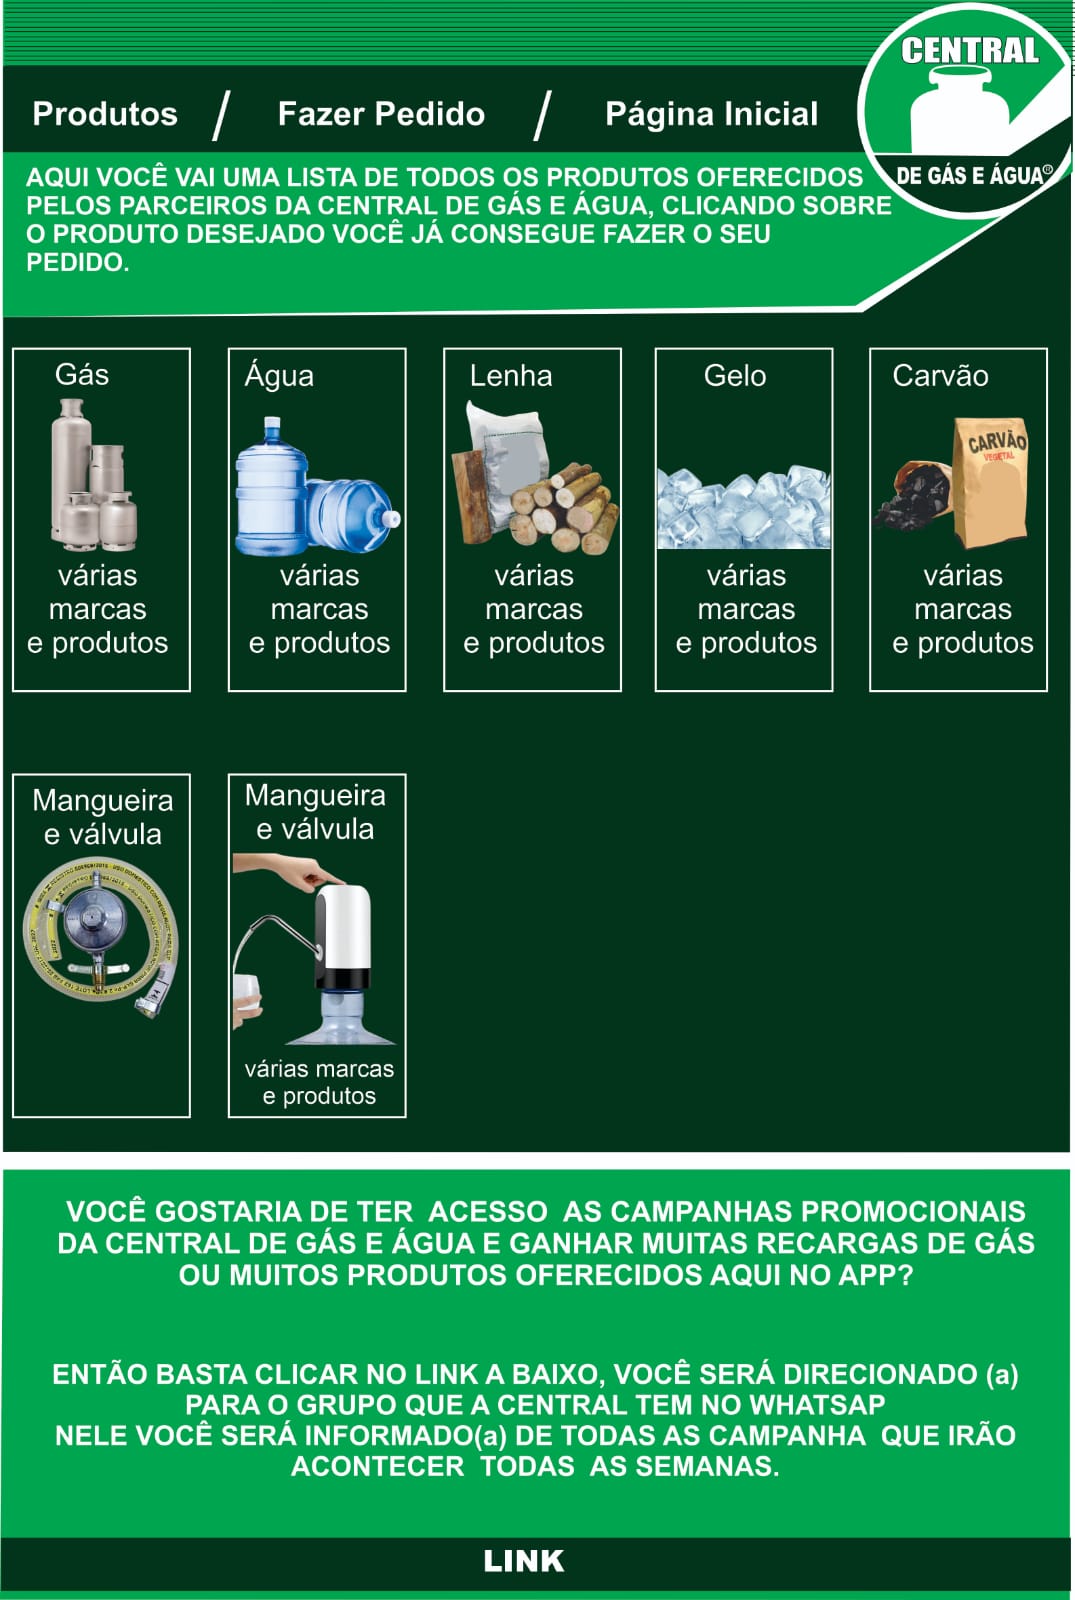 CENTRAL
DE GÁS E ÁGUA®
Produtos / Fazer Pedido / Página Inicial
AQUI VOCÊ VAI UMA LISTA DE TODOS OS PRODUTOS OFERECIDOS
PELOS PARCEIROS DA CENTRAL DE GÁS E ÁGUA, CLICANDO SOBRE
O PRODUTO DESEJADO VOCÊ JÁ CONSEGUE FAZER O SEU
PEDIDO.
Gás
várias
marcas
e produtos
Água
várias
marcas
e produtos
Lenha
várias
marcas
e produtos
Gelo
várias
marcas
e produtos
Carvão
CARVÃO
VEGETAL
várias
marcas
e produtos
Mangueira
e válvula
Mangueira
e válvula
várias marcas
e produtos
VOCÊ GOSTARIA DE TER ACESSO AS CAMPANHAS PROMOCIONAIS
DA CENTRAL DE GÁS E ÁGUA E GANHAR MUITAS RECARGAS DE GÁS
OU MUITOS PRODUTOS OFERECIDOS AQUI NO APP?
ENTÃO BASTA CLICAR NO LINK A BAIXO, VOCÊ SERÁ DIRECIONADO (a)
PARA O GRUPO QUE A CENTRAL TEM NO WHATSAP
NELE VOCÊ SERÁ INFORMADO(a) DE TODAS AS CAMPANHA QUE IRÃO
ACONTECER TODAS AS SEMANAS.
LINK